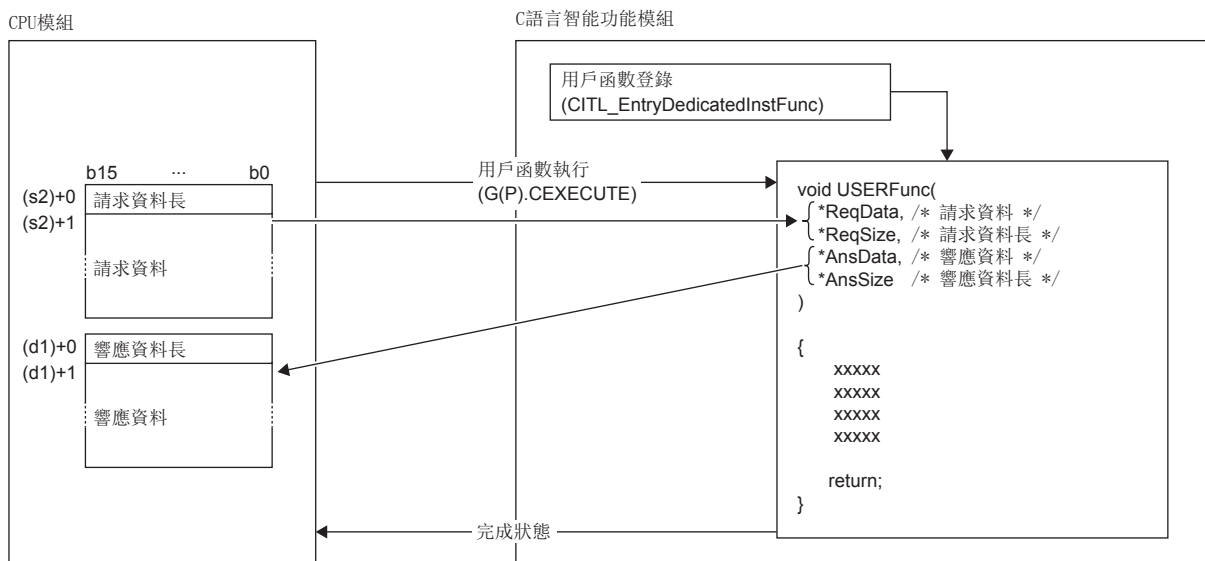 CPU模組
C語言智能功能模組
用戶函數登錄
(CITL_EntryDedicatedInstFunc)
b15 ... b0
(s2)+0 請求資料長
(s2)+1
請求資料
用戶函數執行
(G(P).CEXECUTE)
void USERFunc(
*ReqData, /* 請求資料 */
*ReqSize, /* 請求資料長 */
*AnsData, /* 響應資料 */
*AnsSize /* 響應資料長 */
)
(d1)+0 響應資料長
(d1)+1
響應資料
{
xxxxx
xxxxx
xxxxx
xxxxx
return;
}
完成狀態